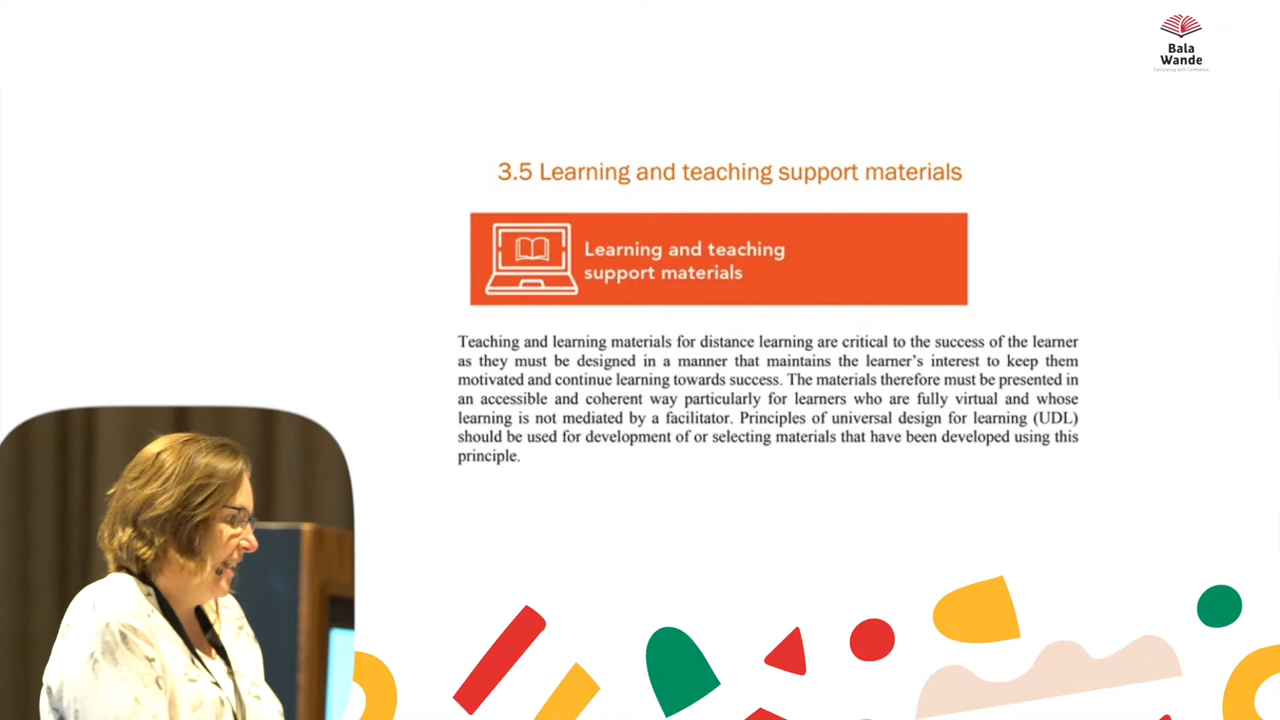 Bala
Wande
Calculating with Confidence
3.5 Learning and teaching support materials
Learning and teaching
support materials
Teaching and learning materials for distance learning are critical to the success of the learner
as they must be designed in a manner that maintains the learner’s interest to keep them
motivated and continue learning towards success. The materials therefore must be presented in
an accessible and coherent way particularly for learners who are fully virtual and whose
learning is not mediated by a facilitator. Principles of universal design for learning (UDL)
should be used for development of or selecting materials that have been developed using this
principle.